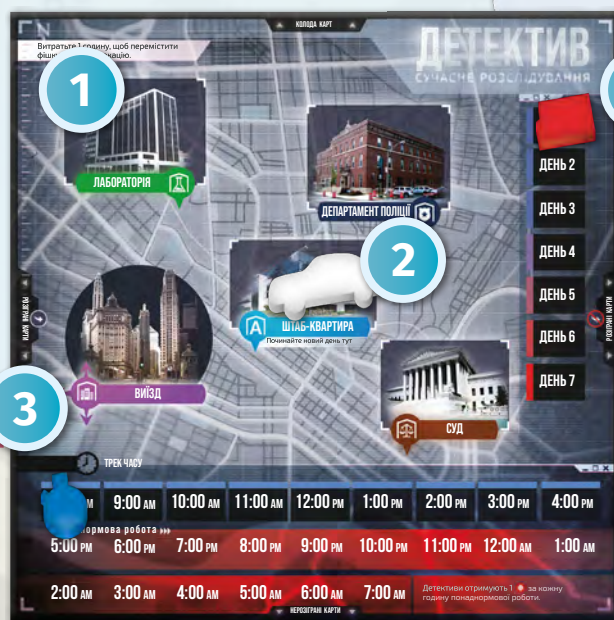 КОЛОДА КАРТ
Витратьте 1 годину, щоб перемістити
ДЕТЕКТИВ
СУЧАСНЕ РОЗСЛІДУВАННЯ
1
ЛАБОРАТОРІЯ
ДЕПАРТАМЕНТ ПОЛІЦІЇ
2
ШТАБ-КВАРТИРА
Починайте новий день тут
3
ВИЇЗД
СУД
ДЕНЬ 2
ДЕНЬ 3
ДЕНЬ 4
ДЕНЬ 5
ДЕНЬ 6
ДЕНЬ 7
РОЗІГРАНІ КАРТИ
РОЗІГРАНІ КАРТИ
ТРЕК ЧАСУ
9:00 AM 10:00 AM 11:00 AM 12:00 PM 1:00 PM 2:00 PM 3:00 PM 4:00 PM
робота
5:00 PM 6:00 PM 7:00 PM 8:00 PM 9:00 PM 10:00 PM 11:00 PM 12:00 AM 1:00 AM
2:00 AM 3:00 AM 4:00 AM 5:00 AM 6:00 AM 7:00 AM
Детективи отримують 1 за кожну
годину понаднормової роботи.
НЕРОЗІГРАНІ КАРТИ